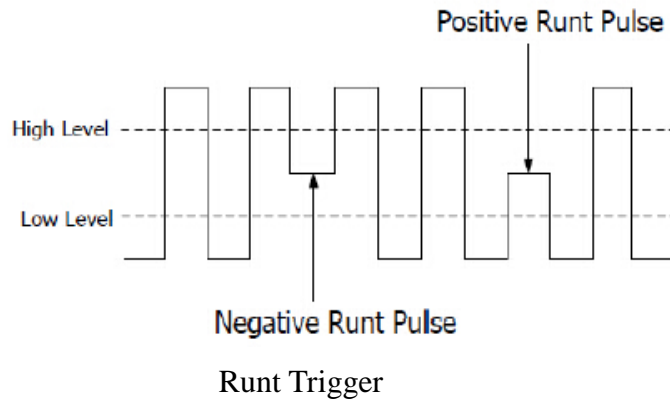 Positive Runt Pulse
High Level
Low Level
Negative Runt Pulse
Runt Trigger